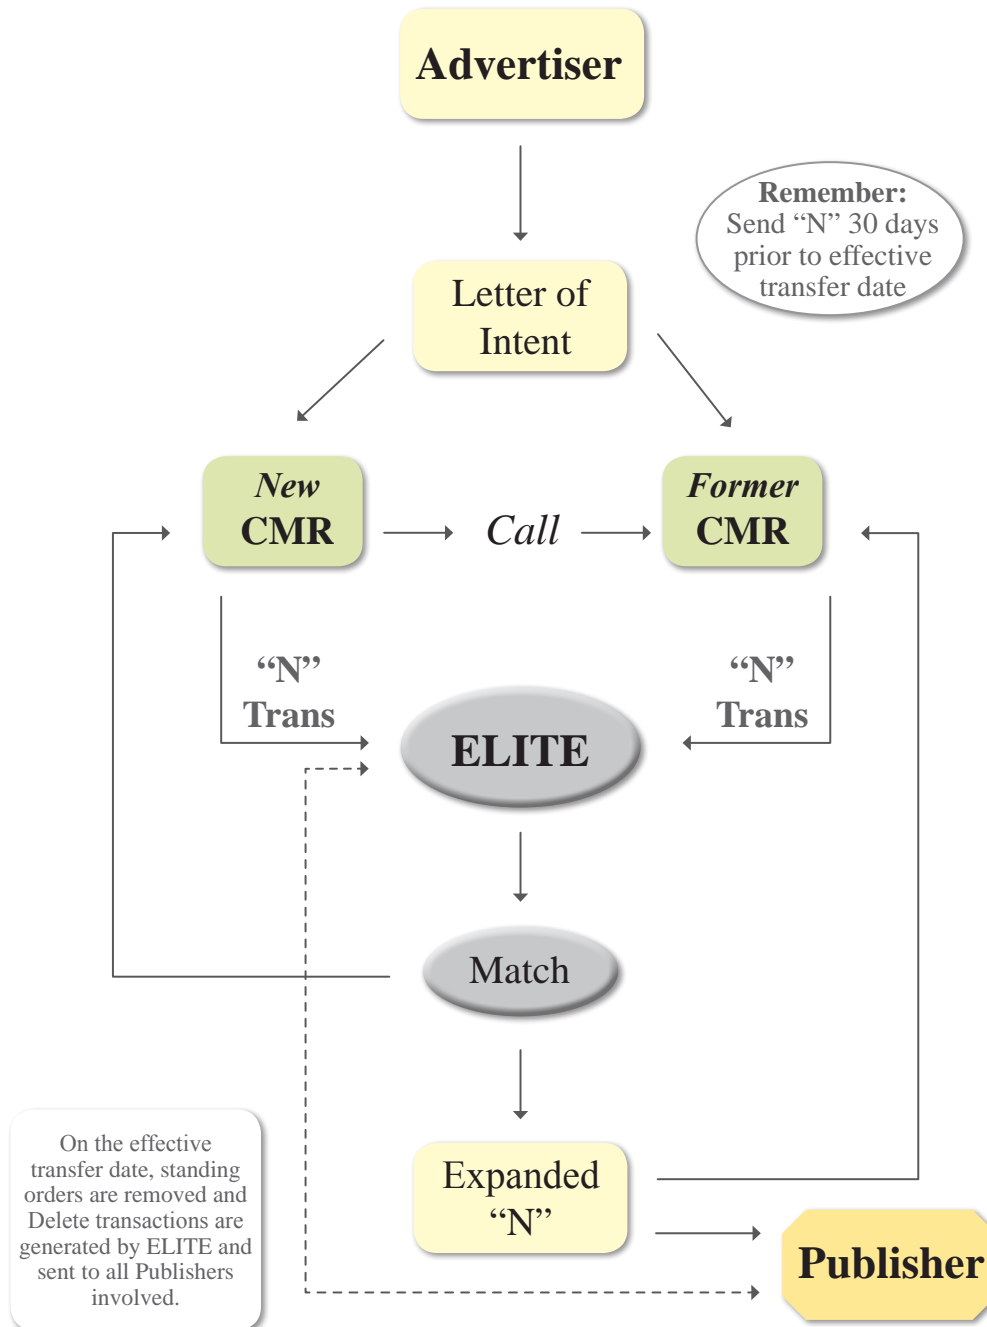 Advertiser
Remember:
Send “N” 30 days
prior to effective
transfer date
Letter of
Intent
New
CMR
Call
Former
CMR
“N”
Trans
“N”
Trans
ELITE
Match
On the effective
transfer date, standing
orders are removed and
Delete transactions are
generated by ELITE and
sent to all Publishers
involved.
Expanded
“N”
Publisher